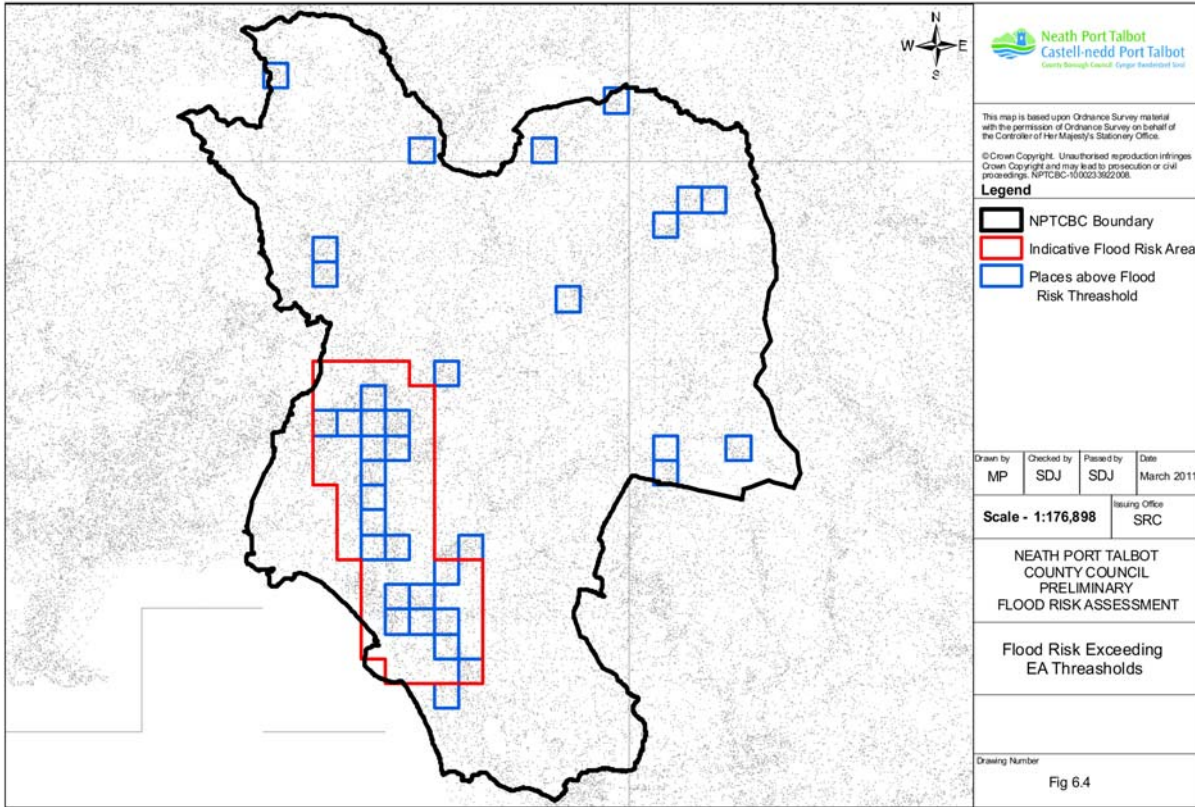 N
W E
S
Neath Port Talbot
Castell-nedd Port Talbot
County Borough Council Cyngor Bwrdeistref Sirol
This map is based upon Ordnance Survey material
with the permission of Ordnance Survey on behalf of
the Controller of Her Majesty's Stationery Office.
© Crown Copyright. Unauthorised reproduction infringes
Crown Copyright and may lead to prosecution or civil
proceedings. NPTCBC-1000233922008.
Legend
NPTCBC Boundary
Indicative Flood Risk Area
Places above Flood
Risk Threashold
Drawn by
MP
Checked by
SDJ
Passed by
SDJ
Date
March 2011
Scale - 1:176,898
Issuing Office
SRC
NEATH PORT TALBOT
COUNTY COUNCIL
PRELIMINARY
FLOOD RISK ASSESSMENT
Flood Risk Exceeding
EA Threasholds
Drawing Number
Fig 6.4